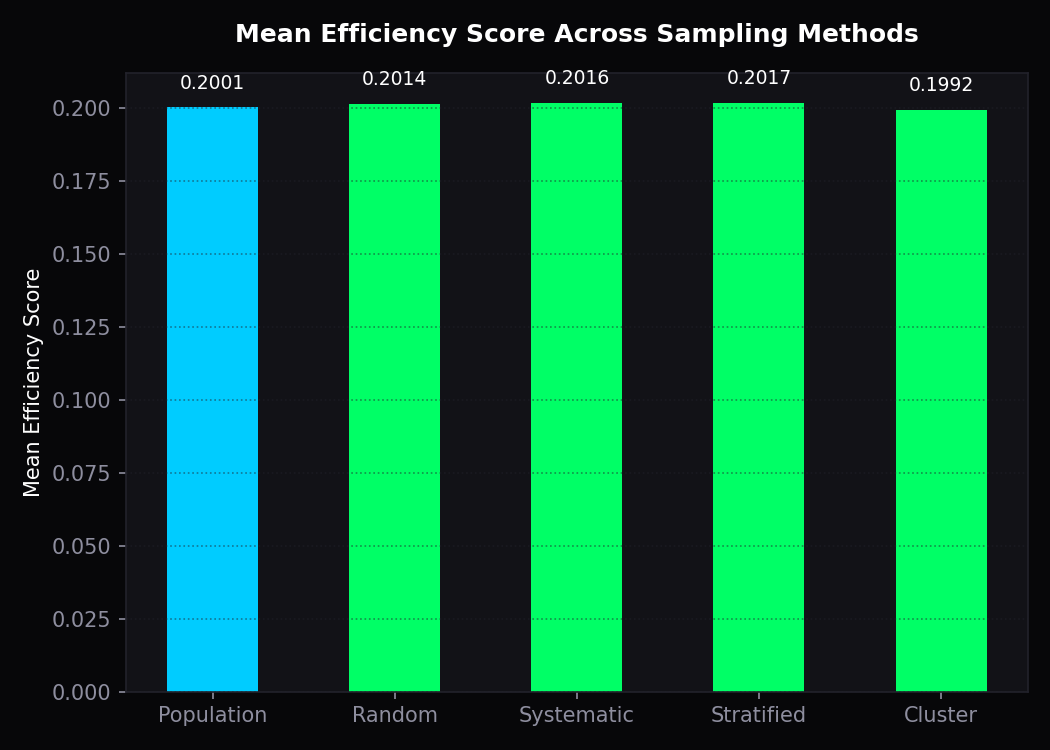 Mean Efficiency Score Across Sampling Methods
0.2001 0.2014 0.2016 0.2017 0.1992
Mean Efficiency Score
0.200
0.175
0.150
0.125
0.100
0.075
0.050
0.025
0.000
Population Random Systematic Stratified Cluster